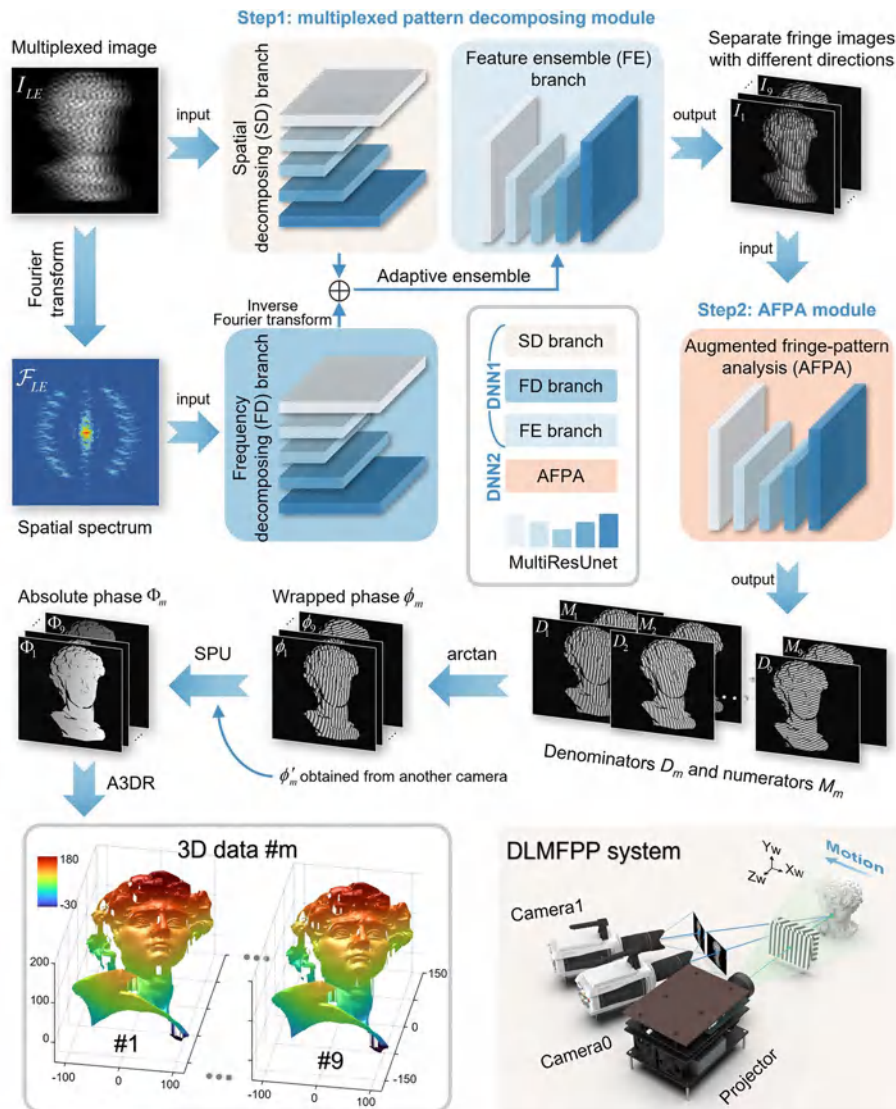 Step1: multiplexed pattern decomposing module
Multiplexed image
I_LE
input
Spatial
decomposing (SD) branch
Feature ensemble (FE)
branch
output
Separate fringe images
with different directions
I_9
I_1
Fourier
transform
Adaptive ensemble
Inverse
Fourier transform
input
Step2: AFPA module
Augmented fringe-pattern
analysis (AFPA)
F_LE
input
Frequency
decomposing (FD) branch
Spatial spectrum
DNN1
SD branch
FD branch
FE branch
DNN2
AFPA
MultiResUnet
output
Absolute phase Φ_m
Φ_9
Φ_1
SPU
Wrapped phase ϕ_m
ϕ_9
ϕ_1
arctan
M_1
D_1
M_2
D_2
M_9
D_9
Denominators D_m and numerators M_m
ϕ′_m obtained from another camera
A3DR
3D data #m
180
-30
200
100
0
-100
0
100
#1
-100
0
100
#9
150
0
-150
DLMFPP system
Yw
Xw
Zw
Motion
Camera1
Camera0
Projector